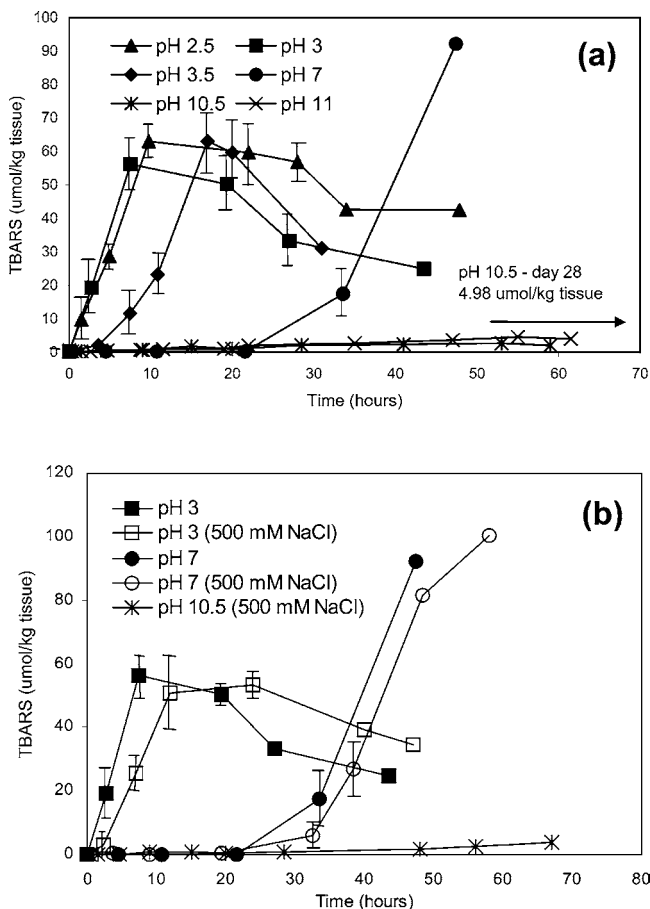 100
90
80
70
60
50
40
30
20
10
0
TBARS (umol/kg tissue)
pH 2.5
pH 3
pH 3.5
pH 7
pH 10.5
pH 11
(a)
pH 10.5 - day 28
4.98 umol/kg tissue
0 10 20 30 40 50 60 70
Time (hours)
120
100
80
60
40
20
0
TBARS (umol/kg tissue)
pH 3
pH 3 (500 mM NaCl)
pH 7
pH 7 (500 mM NaCl)
pH 10.5 (500 mM NaCl)
(b)
0 10 20 30 40 50 60 70 80
Time (hours)